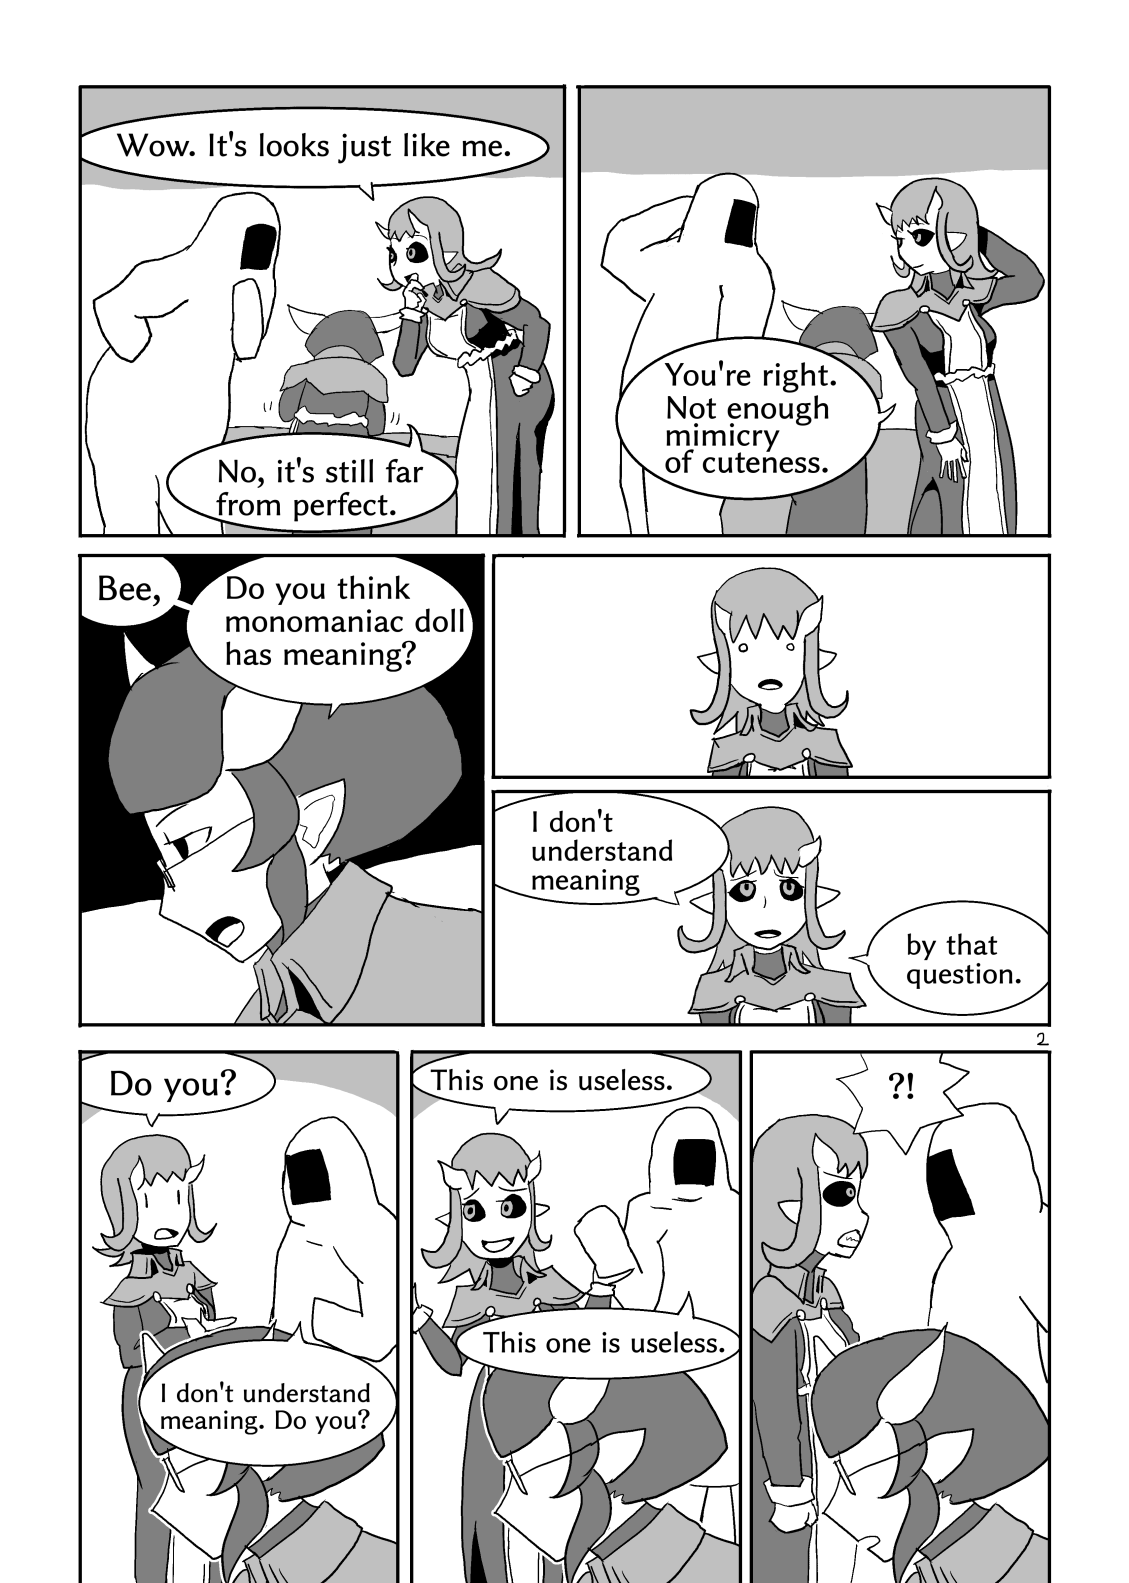 Wow. It's looks just like me.
No, it's still far
from perfect.
You're right.
Not enough
mimicry
of cuteness.
Bee,
Do you think
monomaniac doll
has meaning?
I don't
understand
meaning
by that
question.
2
Do you?
I don't understand
meaning. Do you?
This one is useless.
This one is useless.
?!